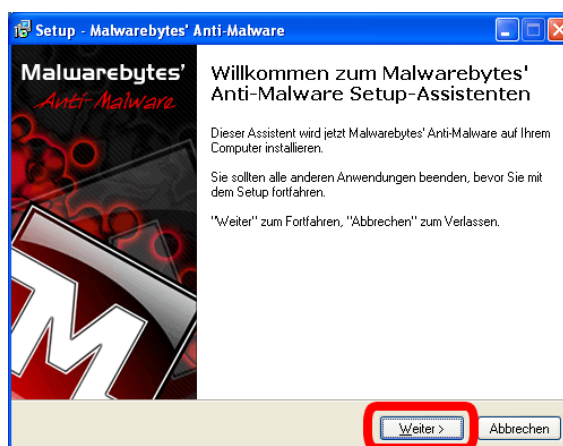 Setup - Malwarebytes' Anti-Malware
Malwarebytes'
Anti-Malware
Willkommen zum Malwarebytes'
Anti-Malware Setup-Assistenten
Dieser Assistent wird jetzt Malwarebytes' Anti-Malware auf Ihrem
Computer installieren.
Sie sollten alle anderen Anwendungen beenden, bevor Sie mit
dem Setup fortfahren.
"Weiter" zum Fortfahren, "Abbrechen" zum Verlassen.
Weiter >
Abbrechen